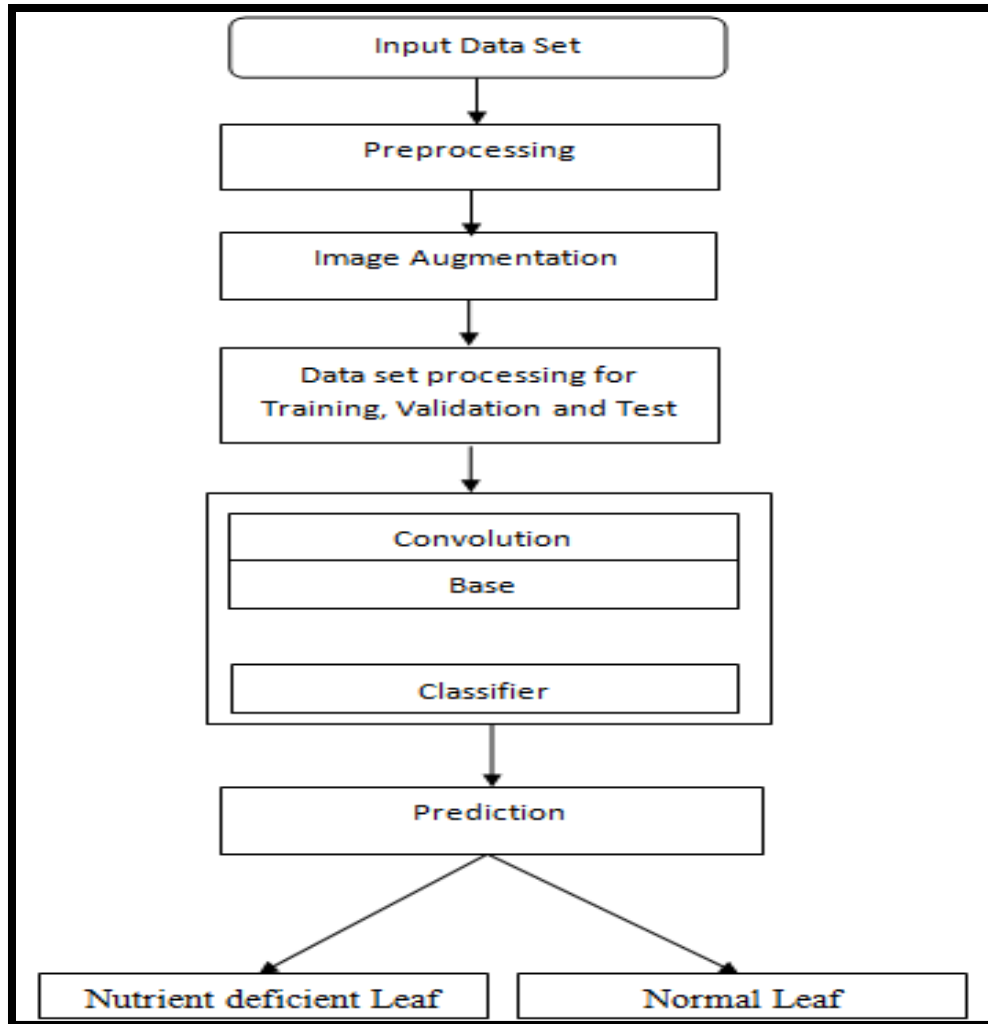 Input Data Set
Preprocessing
Image Augmentation
Data set processing for
Training, Validation and Test
Convolution
Base
Classifier
Prediction
Nutrient deficient Leaf
Normal Leaf